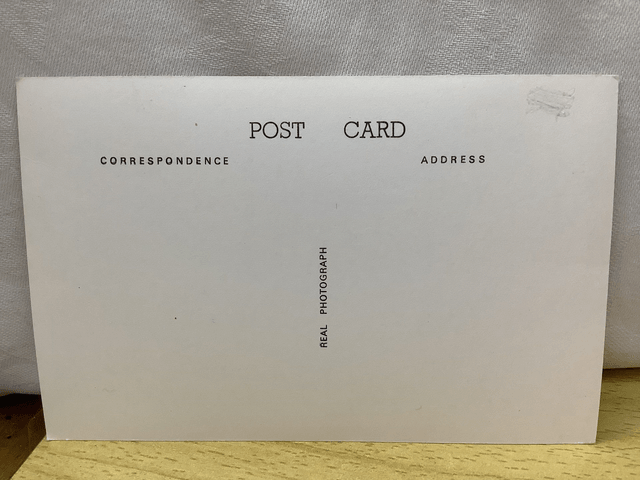 POST CARD
CORRESPONDENCE
ADDRESS
REAL PHOTOGRAPH